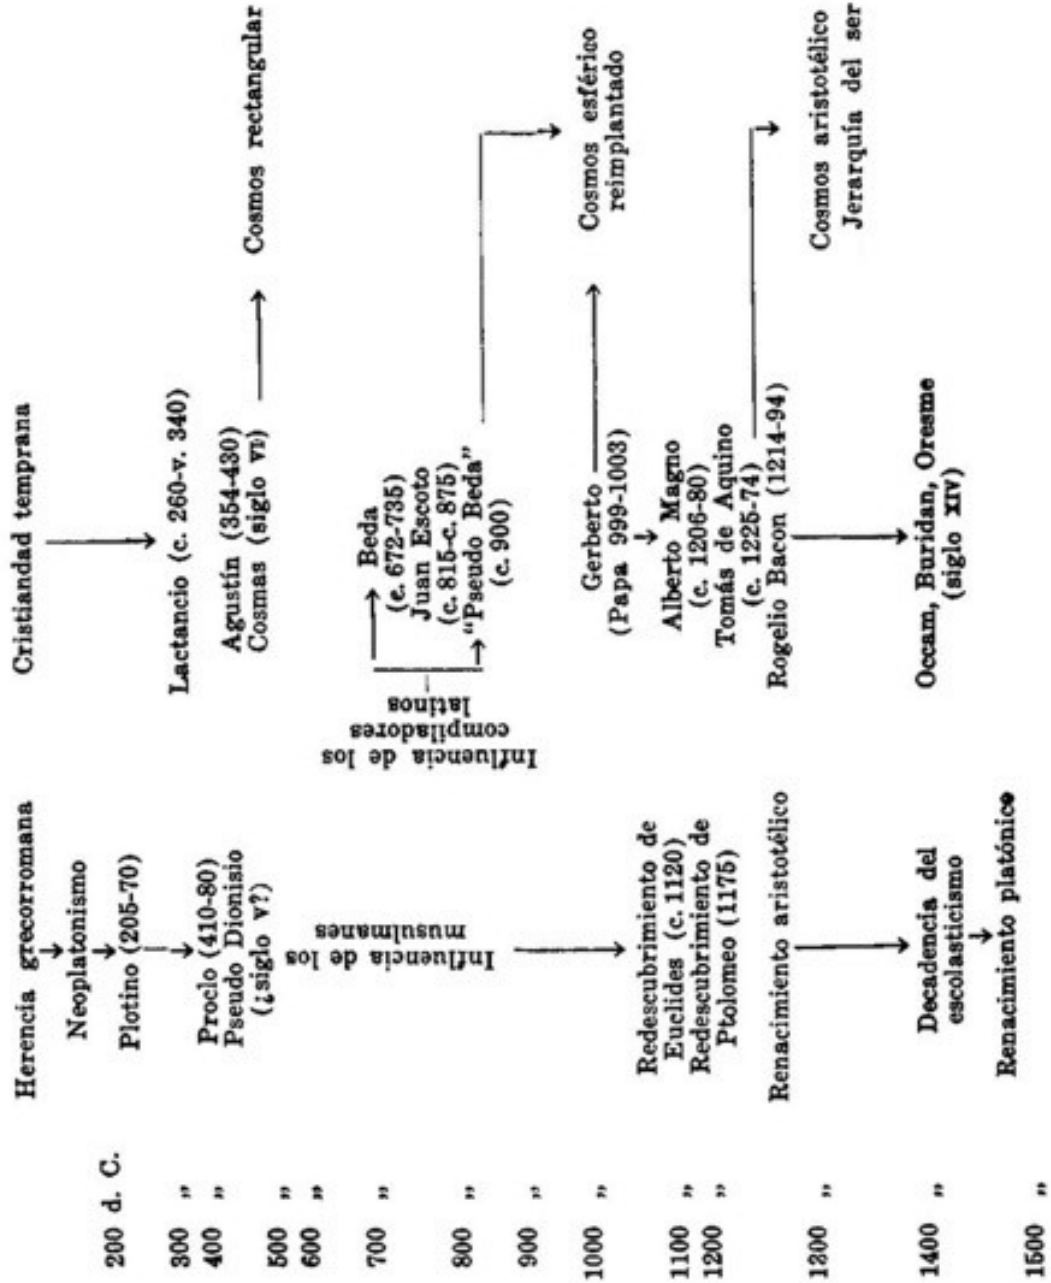 Cristiandad temprana
Lactancio (c. 260-v. 340)
Agustín (354-430)
Cosmas (siglo VI)
Cosmos rectangular
Influencia de los
compiladores
latinos
Beda
(c. 672-735)
Juan Escoto
(c. 815-c. 875)
“Pseudo Beda”
(c. 900)
Gerberto
(Papa 999-1003)
Cosmos esférico
reimplantado
Alberto Magno
(c. 1206-80)
Tomás de Aquino
(c. 1225-74)
Rogelio Bacon (1214-94)
Cosmos aristotélico
Jerarquía del ser
Occam, Buridan, Oresme
(siglo XIV)
Herencia grecorromana
Neoplatonismo
Plotino (205-70)
Proclo (410-80)
Pseudo Dionisio
(¿siglo V?)
Influencia de los
musulmanes
Redescubrimiento de
Euclides (c. 1120)
Redescubrimiento de
Ptolomeo (1175)
Renacimiento aristotélico
Decadencia del
escolasticismo
Renacimiento platónico
200 d. C.
300 ”
400 ”
500 ”
600 ”
700 ”
800 ”
900 ”
1000 ”
1100 ”
1200 ”
1300 ”
1400 ”
1500 ”